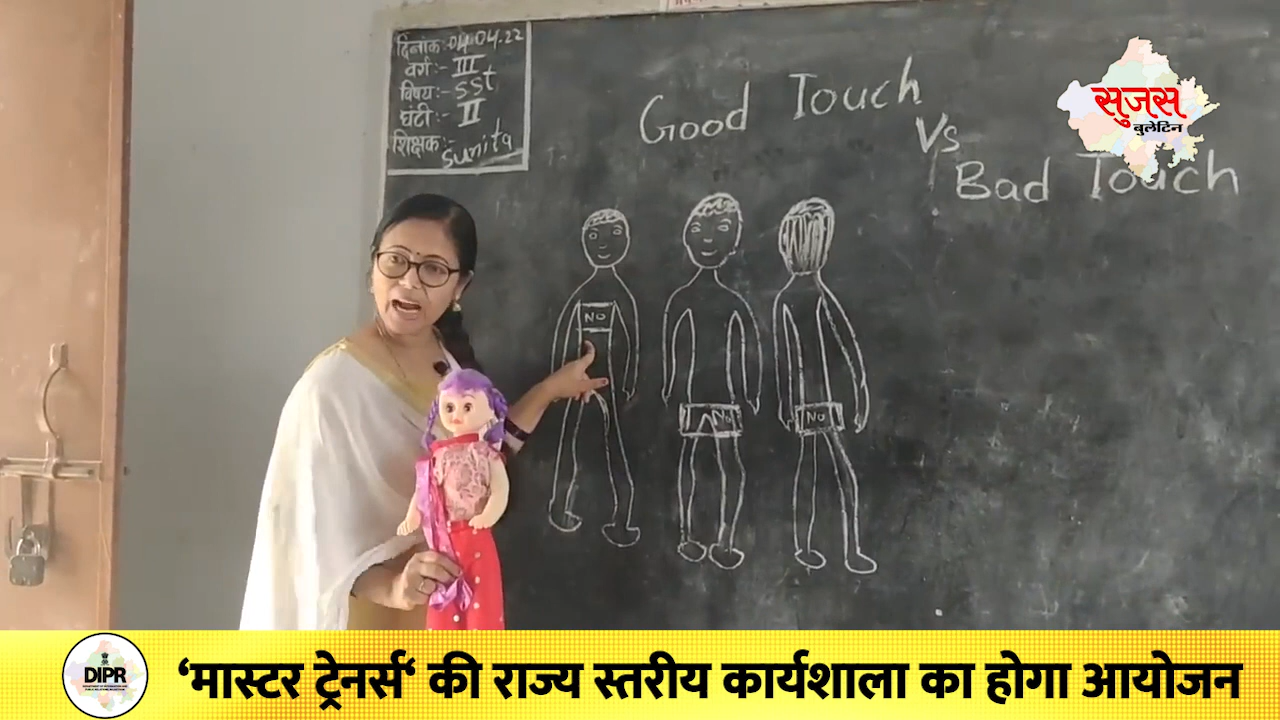 दिनांक:-04.04.22
वर्ग:- III
विषय:- SSt
घंटी:- II
शिक्षक:- Sunita
Good Touch
Vs
Bad Touch
सुजस
बुलेटिन
NO
NO
NO
DIPR
‘मास्टर ट्रेनर्स‘ की राज्य स्तरीय कार्यशाला का होगा आयोजन